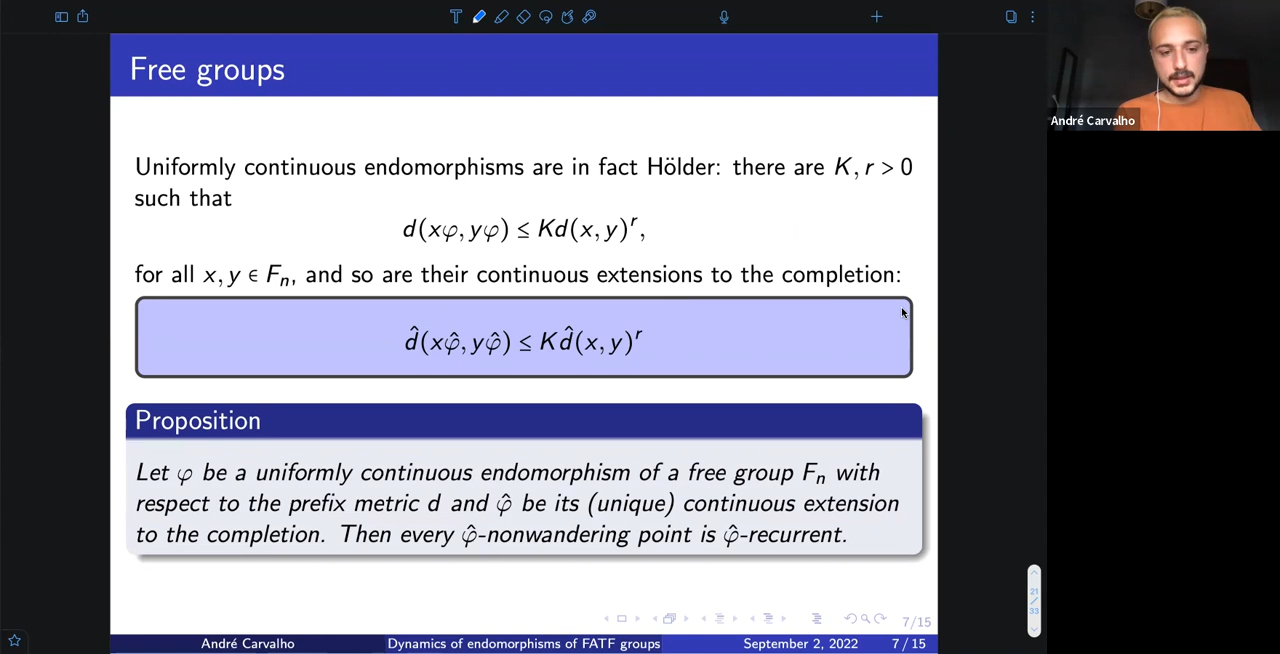 Free groups
André Carvalho
Uniformly continuous endomorphisms are in fact Hölder: there are K, r > 0
such that
d(xφ, yφ) ≤ Kd(x, y)^r,
for all x, y ∈ F_n, and so are their continuous extensions to the completion:
d̂(xφ̂, yφ̂) ≤ Kd̂(x, y)^r
Proposition
Let φ be a uniformly continuous endomorphism of a free group F_n with
respect to the prefix metric d and φ̂ be its (unique) continuous extension
to the completion. Then every φ̂-nonwandering point is φ̂-recurrent.
21
/
33
7/15
André Carvalho
Dynamics of endomorphisms of FATF groups
September 2, 2022
7 / 15